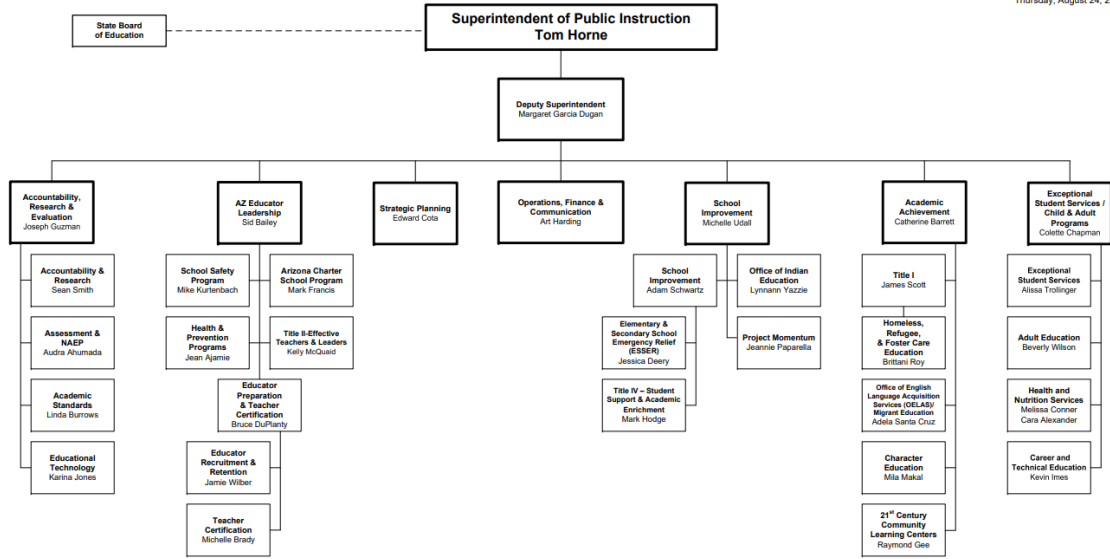 Thursday, August 24, 2
State Board
of Education
Superintendent of Public Instruction
Tom Horne
Deputy Superintendent
Margaret Garcia Dugan
Accountability,
Research &
Evaluation
Joseph Guzman
AZ Educator
Leadership
Sid Bailey
Strategic Planning
Edward Cota
Operations, Finance &
Communication
Art Harding
School
Improvement
Michelle Udall
Academic
Achievement
Catherine Barrett
Exceptional
Student Services /
Child & Adult
Programs
Colette Chapman
Accountability &
Research
Sean Smith
Assessment &
NAEP
Audra Ahumada
Academic
Standards
Linda Burrows
Educational
Technology
Karina Jones
School Safety
Program
Mike Kurtenbach
Arizona Charter
School Program
Mark Francis
Health &
Prevention
Programs
Jean Ajamie
Title II-Effective
Teachers & Leaders
Kelly McQuaid
Educator
Preparation
& Teacher
Certification
Bruce DuPlanty
Educator
Recruitment &
Retention
Jamie Wilber
Teacher
Certification
Michelle Brady
School
Improvement
Adam Schwartz
Office of Indian
Education
Lynnann Yazzie
Elementary &
Secondary School
Emergency Relief
(ESSER)
Jessica Deery
Project Momentum
Jeannie Paparella
Title IV – Student
Support & Academic
Enrichment
Mark Hodge
Title I
James Scott
Homeless,
Refugee,
& Foster Care
Education
Brittani Roy
Office of English
Language Acquisition
Services (OELAS)/
Migrant Education
Adela Santa Cruz
Character
Education
Mila Makal
21st Century
Community
Learning Centers
Raymond Gee
Exceptional
Student Services
Alissa Trollinger
Adult Education
Beverly Wilson
Health and
Nutrition Services
Melissa Conner
Cara Alexander
Career and
Technical Education
Kevin Imes